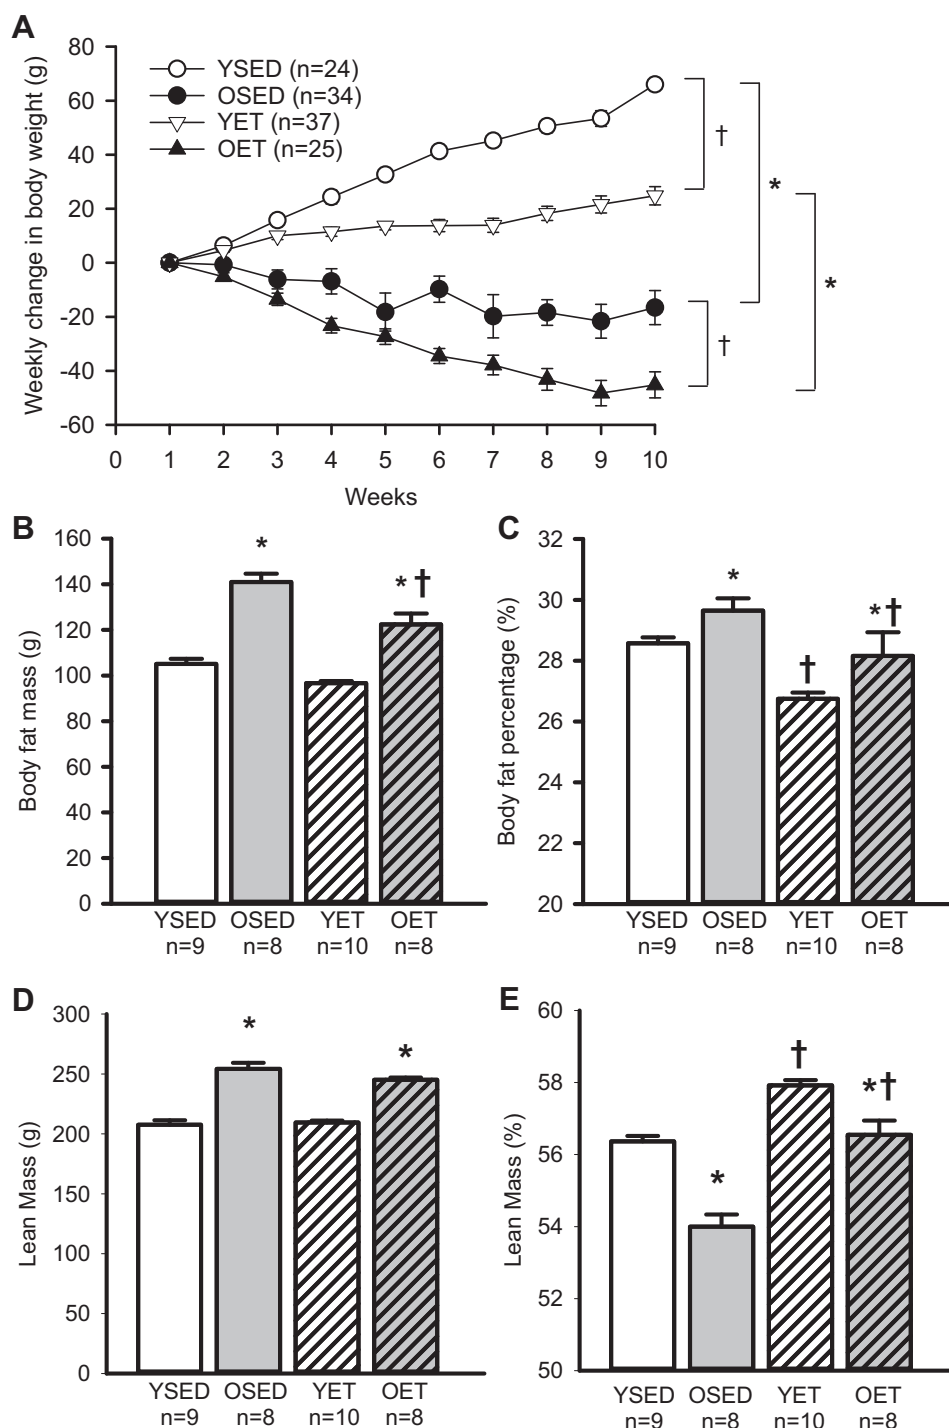 A
Weekly change in body weight (g)
80
60
40
20
0
-20
-40
-60
YSED (n=24)
OSED (n=34)
YET (n=37)
OET (n=25)
†
*
*
†
0 1 2 3 4 5 6 7 8 9 10
Weeks
B
Body fat mass (g)
160
140
120
100
80
60
40
20
0
*
* †
YSED OSED YET OET
n=9 n=8 n=10 n=8
C
Body fat percentage (%)
32
30
28
26
24
22
20
*
†
*†
YSED OSED YET OET
n=9 n=8 n=10 n=8
D
Lean Mass (g)
300
250
200
150
100
50
0
*
*
YSED OSED YET OET
n=9 n=8 n=10 n=8
E
Lean Mass (%)
60
58
56
54
52
50
*
†
*†
YSED OSED YET OET
n=9 n=8 n=10 n=8